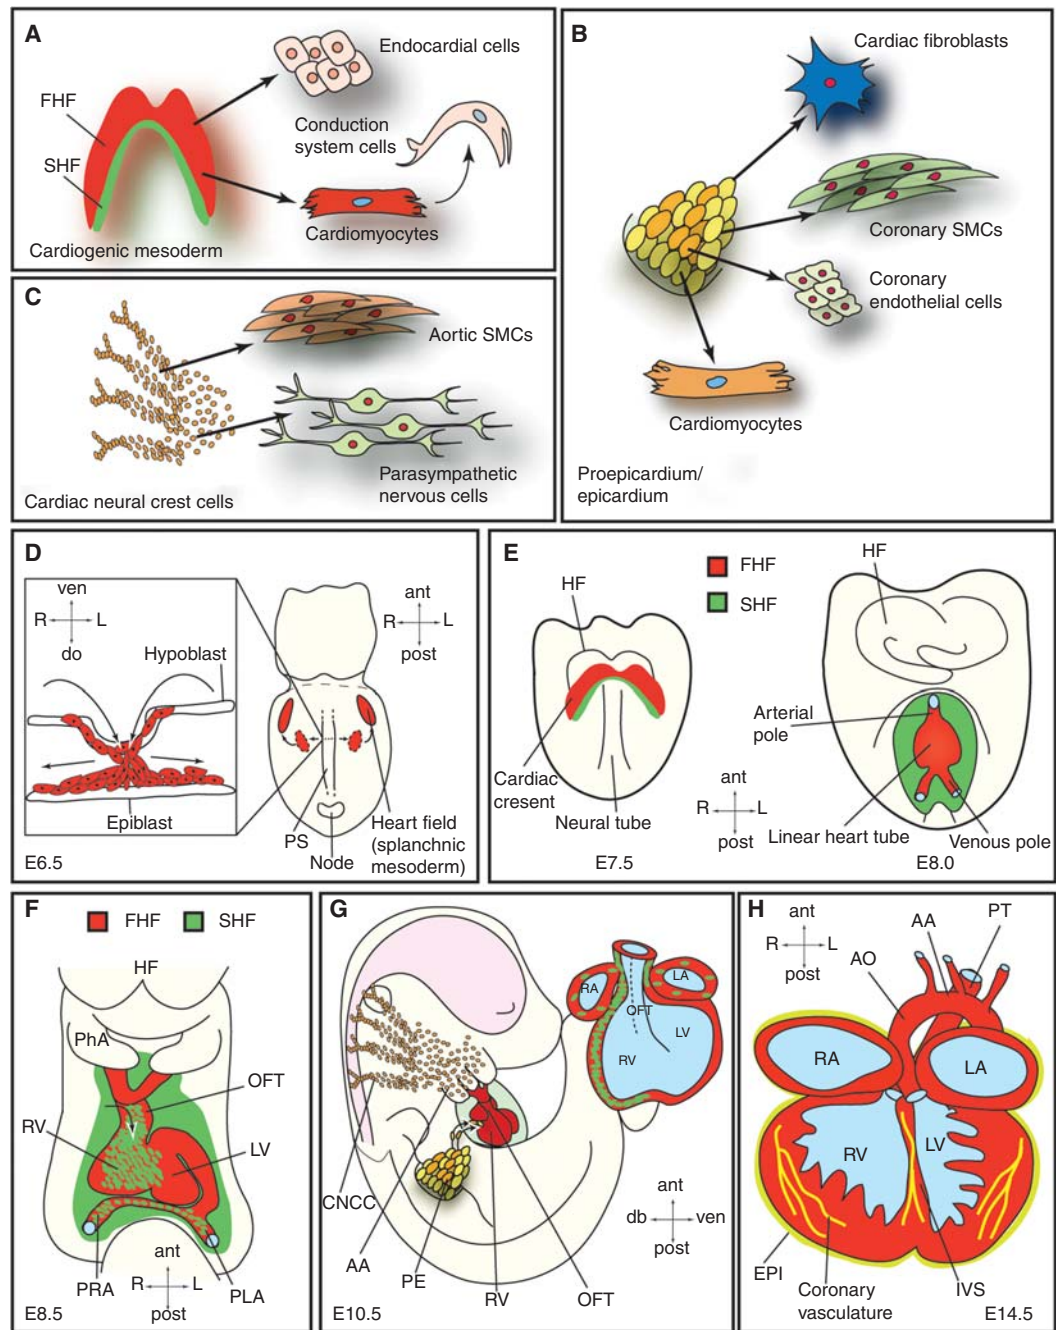 A
FHF
SHF
Endocardial cells
Conduction
system cells
Cardiomyocytes
Cardiogenic mesoderm
B
Cardiac fibroblasts
Coronary SMCs
Coronary
endothelial cells
Cardiomyocytes
Proepicardium/
epicardium
C
Aortic SMCs
Parasympathetic
nervous cells
Cardiac neural crest cells
D
ven
R L
do
Hypoblast
Epiblast
ant
R L
post
PS
Node
Heart field
(splanchnic
mesoderm)
E6.5
E
FHF
SHF
HF
Cardiac
cresent
Neural tube
E7.5
ant
R L
post
HF
Arterial
pole
Linear heart tube
Venous pole
E8.0
F
FHF
SHF
HF
PhA
OFT
RV
LV
PRA
PLA
ant
R L
post
E8.5
G
RA
LA
OFT
LV
RV
CNCC
AA
PE
RV
OFT
ant
db ven
post
E10.5
H
ant
R L
post
AA
PT
AO
RA
LA
RV
LV
EPI
Coronary
vasculature
IVS
E14.5